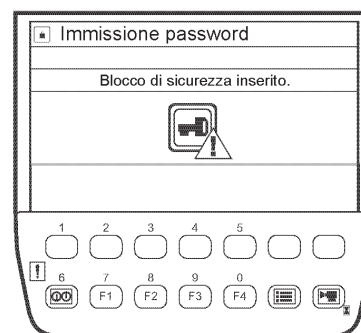 Immissione password
Blocco di sicurezza inserito.
!
1 2 3 4 5
!
6 7 8 9 0
F1 F2 F3 F4